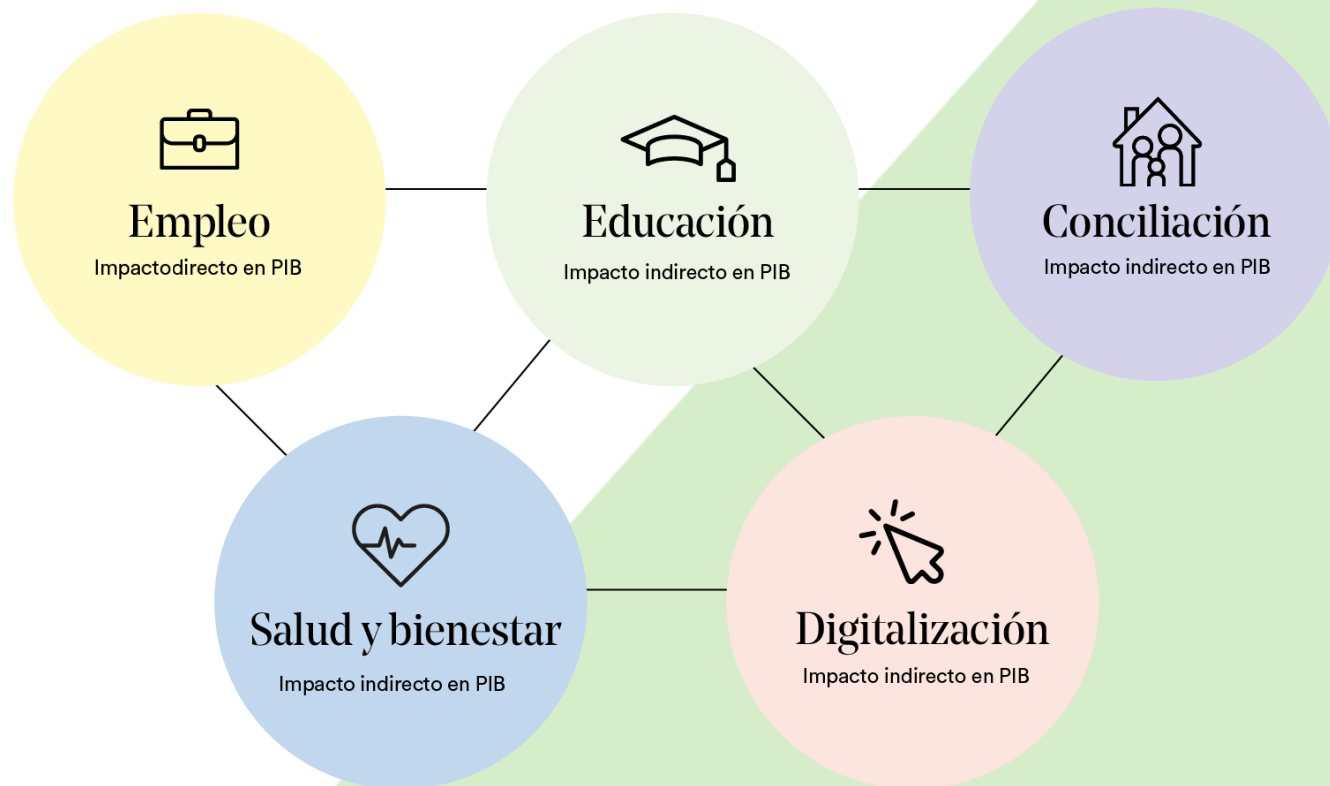 Empleo
Impactodirecto en PIB
Educación
Impacto indirecto en PIB
Conciliación
Impacto indirecto en PIB
Salud y bienestar
Impacto indirecto en PIB
Digitalización
Impacto indirecto en PIB